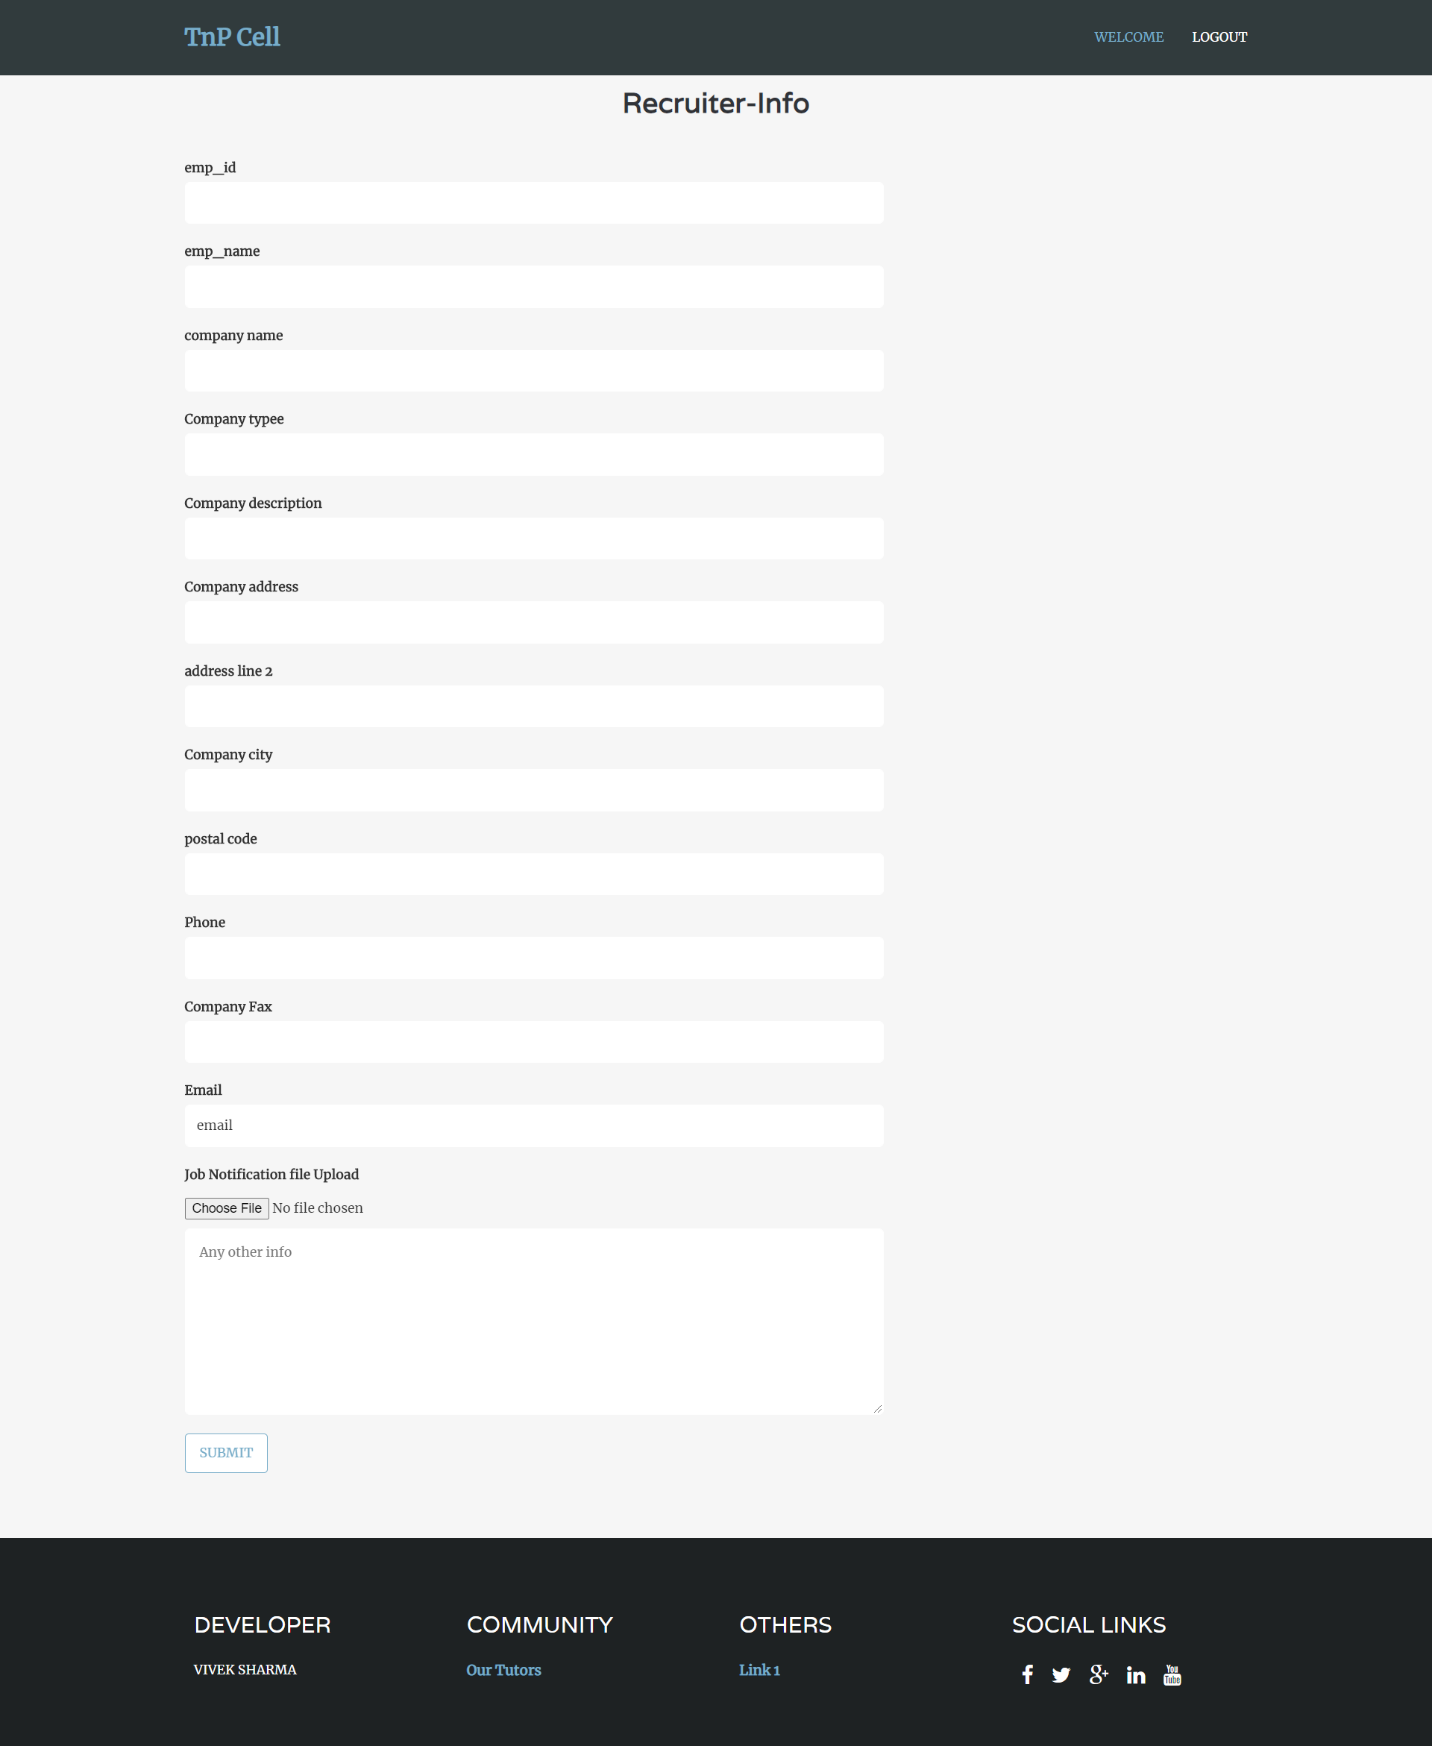 TnP Cell
WELCOME LOGOUT
Recruiter-Info
emp_id
emp_name
company name
Company typee
Company description
Company address
address line 2
Company city
postal code
Phone
Company Fax
Email
email
Job Notification file Upload
Choose File No file chosen
Any other info
SUBMIT
DEVELOPER
VIVEK SHARMA
COMMUNITY
Our Tutors
OTHERS
Link 1
SOCIAL LINKS
You
Tube